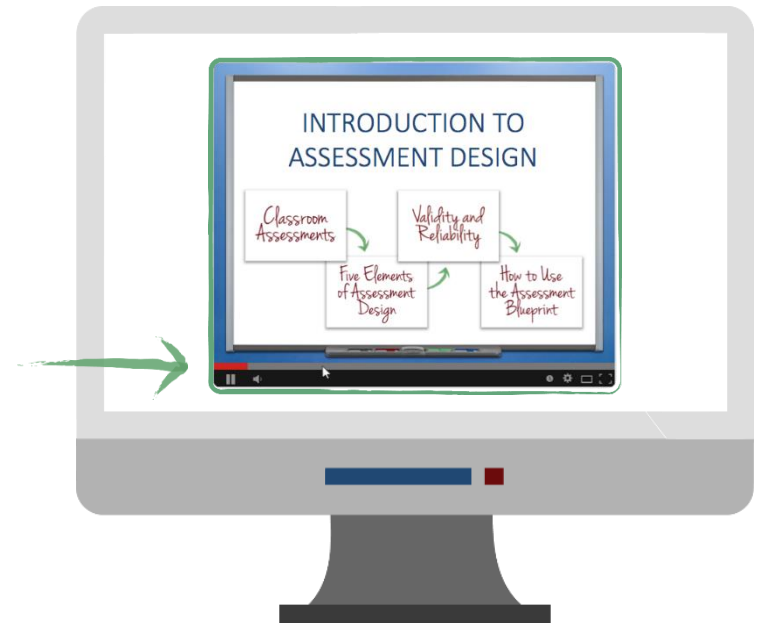 INTRODUCTION TO
ASSESSMENT DESIGN
Classroom
Assessments
Five Elements
of Assessment
Design
Validity and
Reliability
How to Use
the Assessment
Blueprint